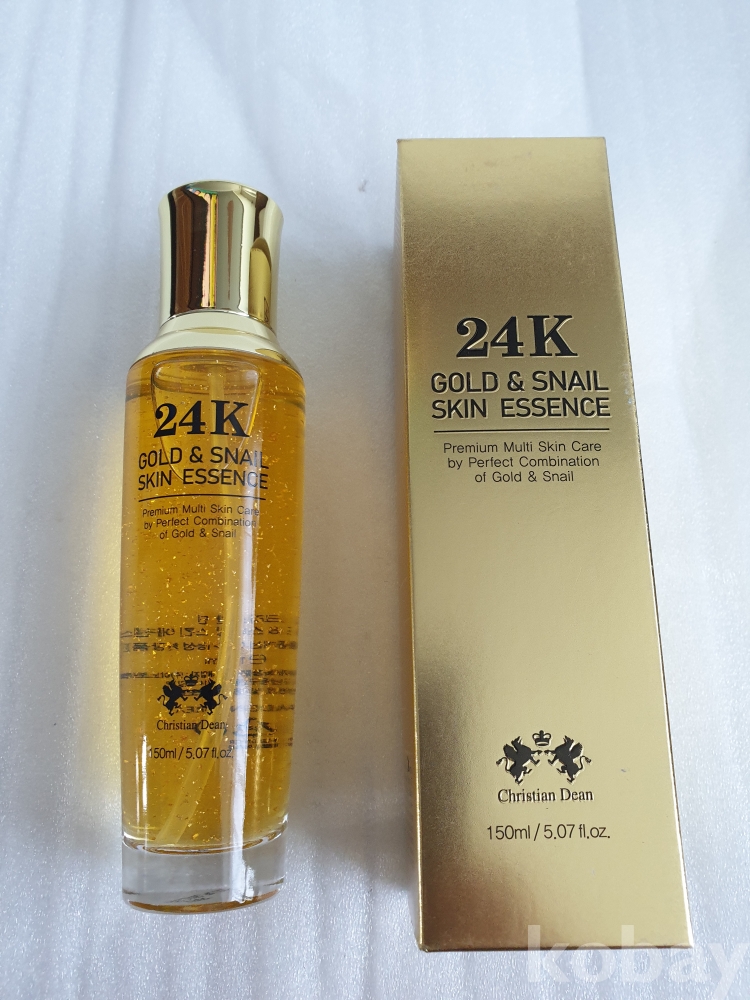 24K
GOLD & SNAIL
SKIN ESSENCE
Premium Multi Skin Care
by Perfect Combination
of Gold & Snail
Christian Dean
150ml / 5.07 fl.oz.
24K
GOLD & SNAIL
SKIN ESSENCE
Premium Multi Skin Care
by Perfect Combination
of Gold & Snail
Christian Dean
150ml / 5.07 fl.oz.
kobay